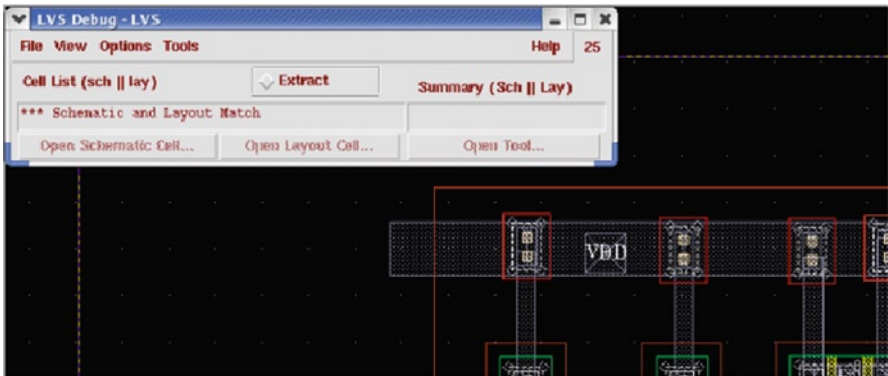 LVS Debug - LVS
File View Options Tools Help 25
Cell List (sch || lay) Extract Summary (Sch || Lay)
*** Schematic and Layout Match
Open Schematic Cell... Open Layout Cell... Open Tool...
VDD